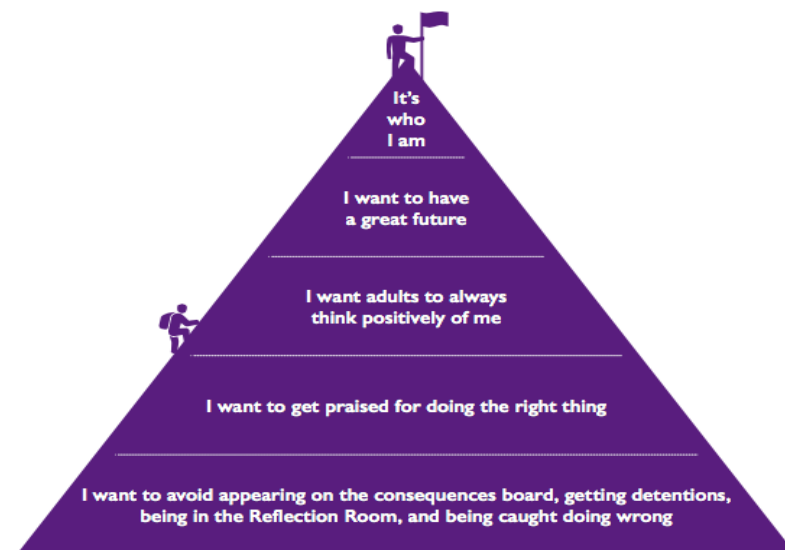 It's
who
I am
I want to have
a great future
I want adults to always
think positively of me
I want to get praised for doing the right thing
I want to avoid appearing on the consequences board, getting detentions,
being in the Reflection Room, and being caught doing wrong